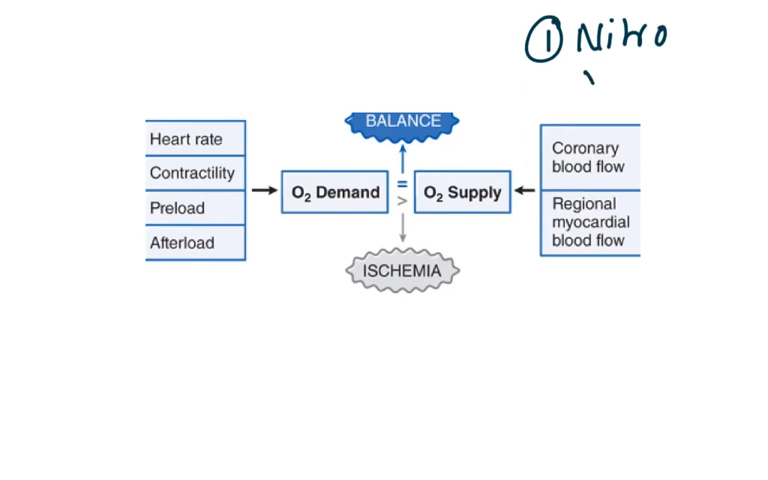 ① Nitro
BALANCE
Heart rate
Contractility
Preload
Afterload
O₂ Demand
=
>
O₂ Supply
Coronary
blood flow
Regional
myocardial
blood flow
ISCHEMIA